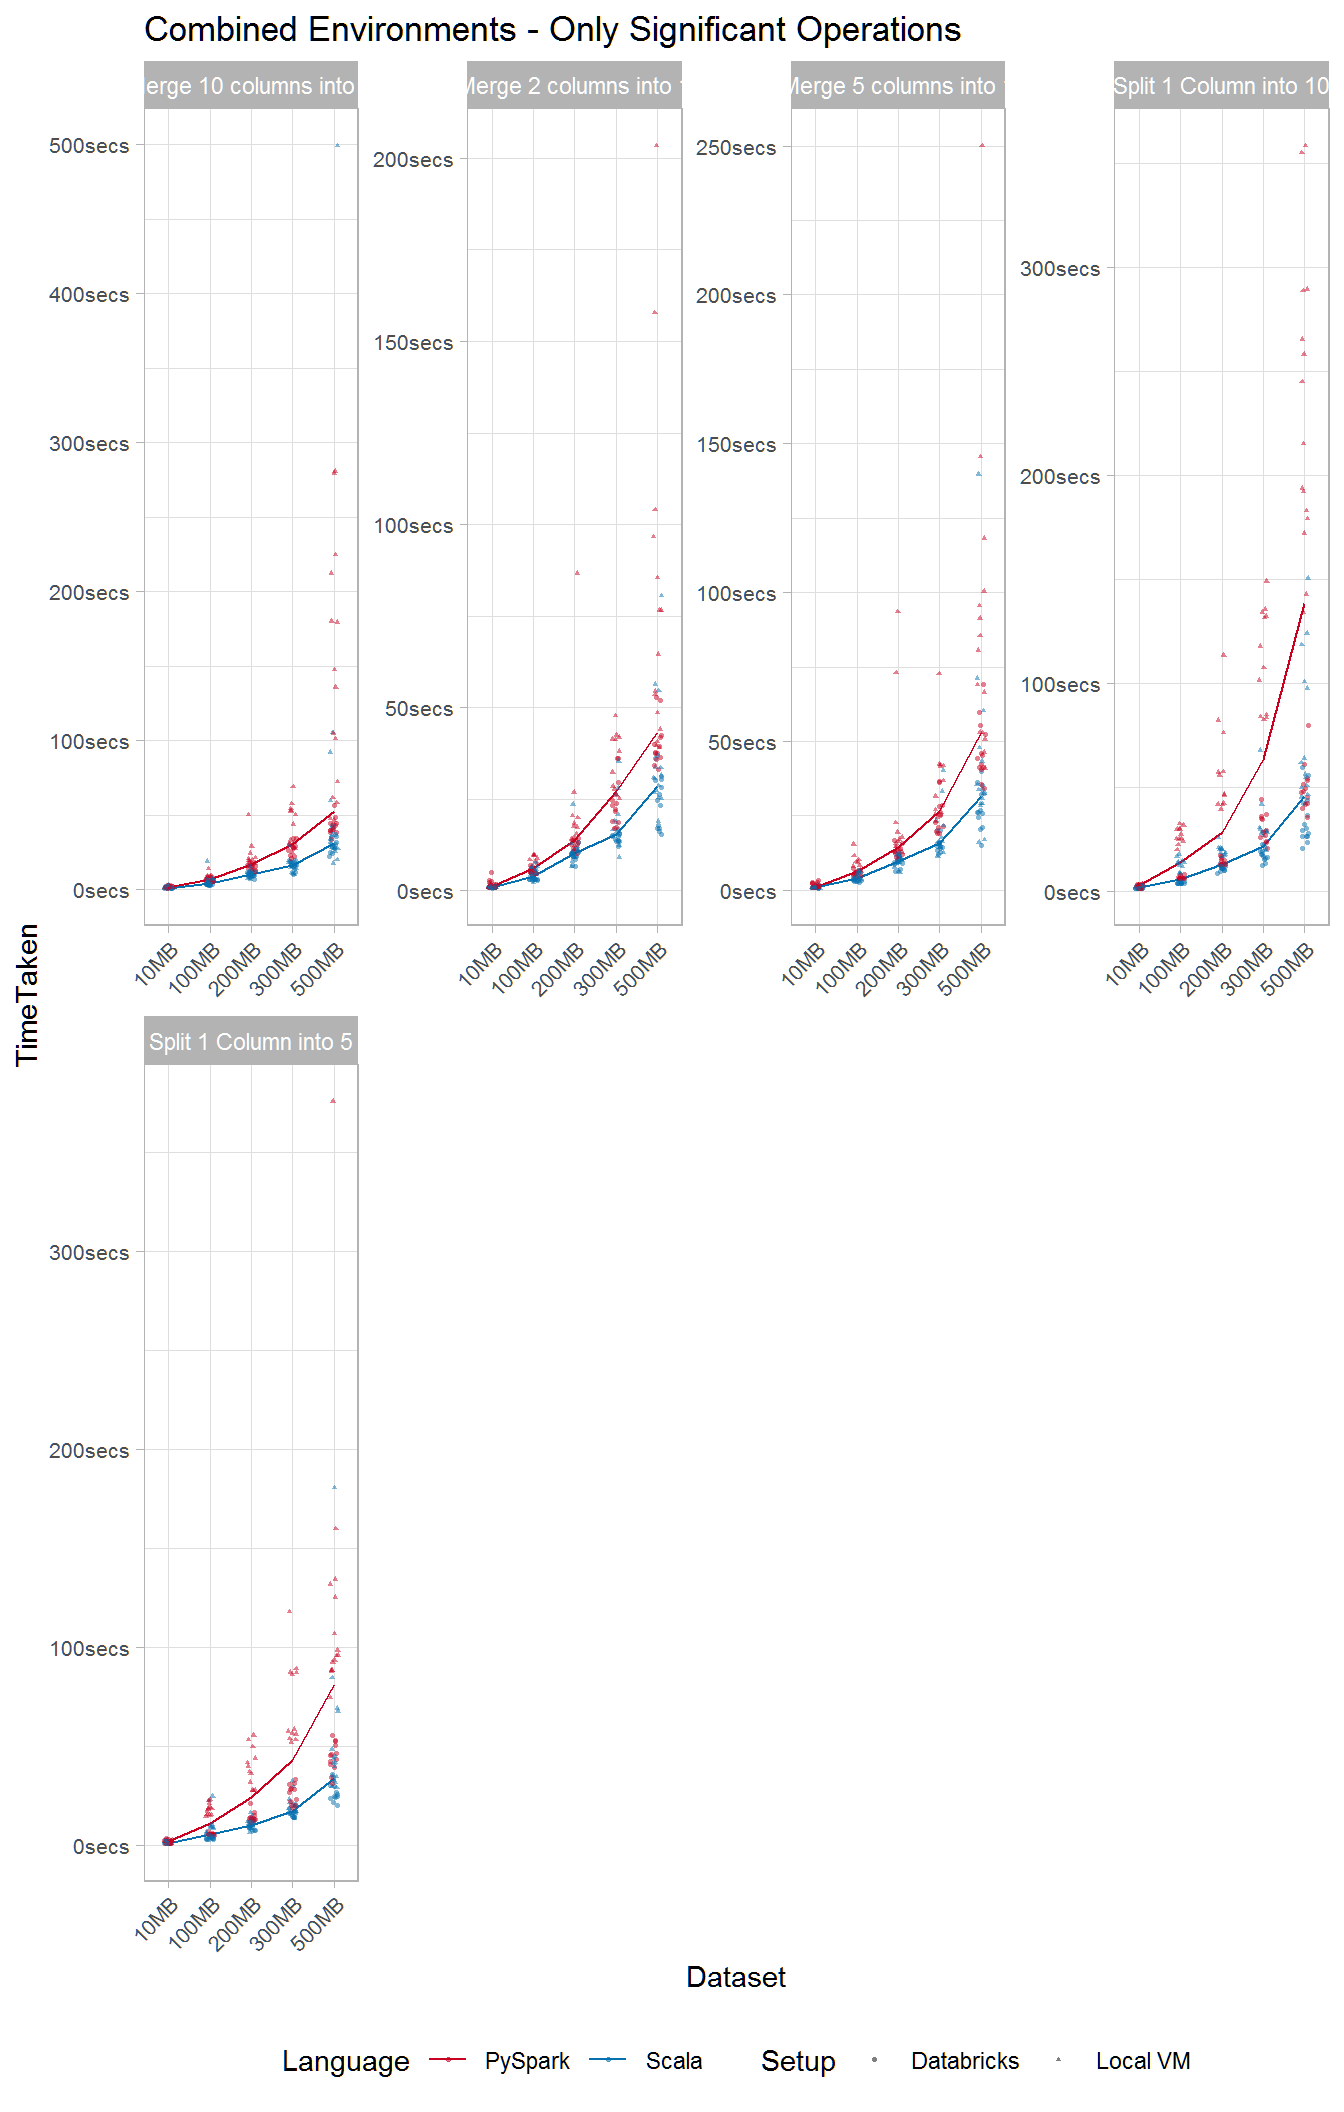 Combined Environments - Only Significant Operations
erge 10 columns into
Merge 2 columns into 1
Merge 5 columns into 1
Split 1 Column into 10
500secs
400secs
300secs
200secs
100secs
0secs
200secs
150secs
100secs
50secs
0secs
250secs
200secs
150secs
100secs
50secs
0secs
300secs
200secs
100secs
0secs
10MB
100MB
200MB
300MB
500MB
10MB
100MB
200MB
300MB
500MB
10MB
100MB
200MB
300MB
500MB
10MB
100MB
200MB
300MB
500MB
TimeTaken
Split 1 Column into 5
300secs
200secs
100secs
0secs
10MB
100MB
200MB
300MB
500MB
Dataset
Language PySpark Scala Setup Databricks Local VM